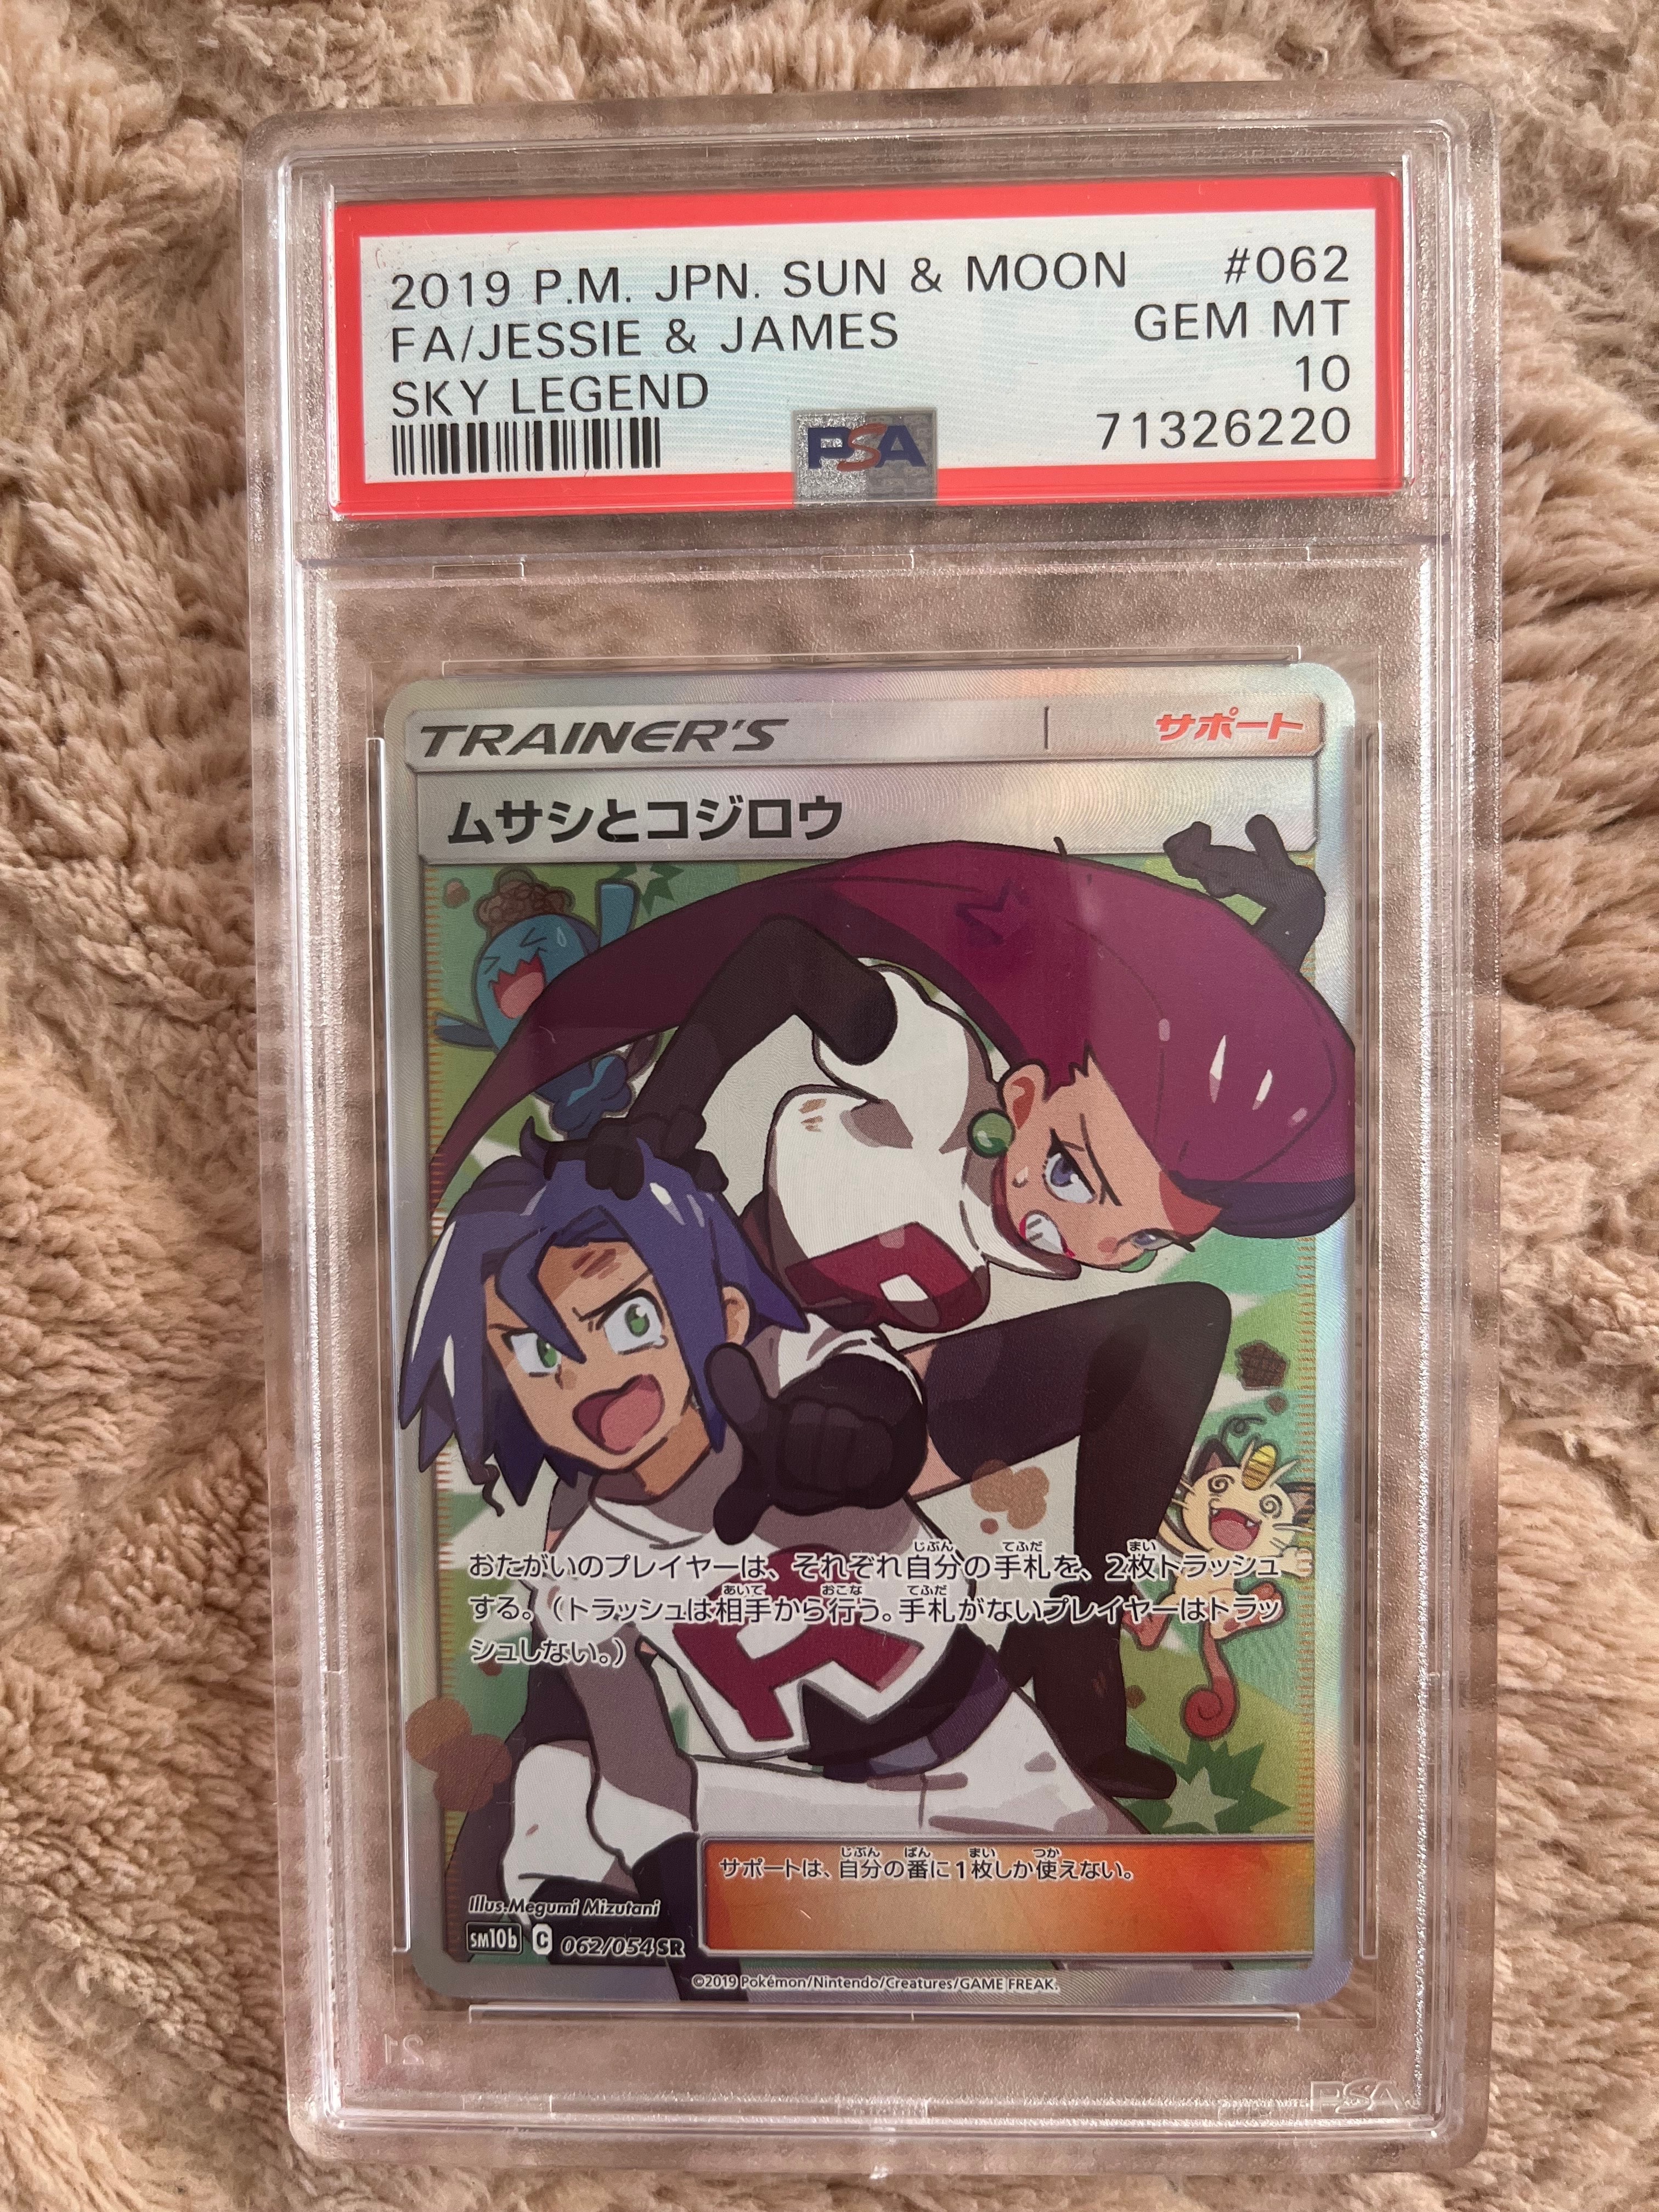 2019 P.M. JPN. SUN & MOON #062
FA/JESSIE & JAMES GEM MT
SKY LEGEND 10
71326220
PSA
TRAINER'S サポート
ムサシとコジロウ
おたがいのプレイヤーは、それぞれ自分の手札を、2枚トラッシュ
する。（トラッシュは相手から行う。手札がないプレイヤーはトラッ
シュしない。）
サポートは、自分の番に1枚しか使えない。
Illus.Megumi Mizutani
SM10b C 062/054 SR
©2019 Pokémon/Nintendo/Creatures/GAME FREAK.
PSA